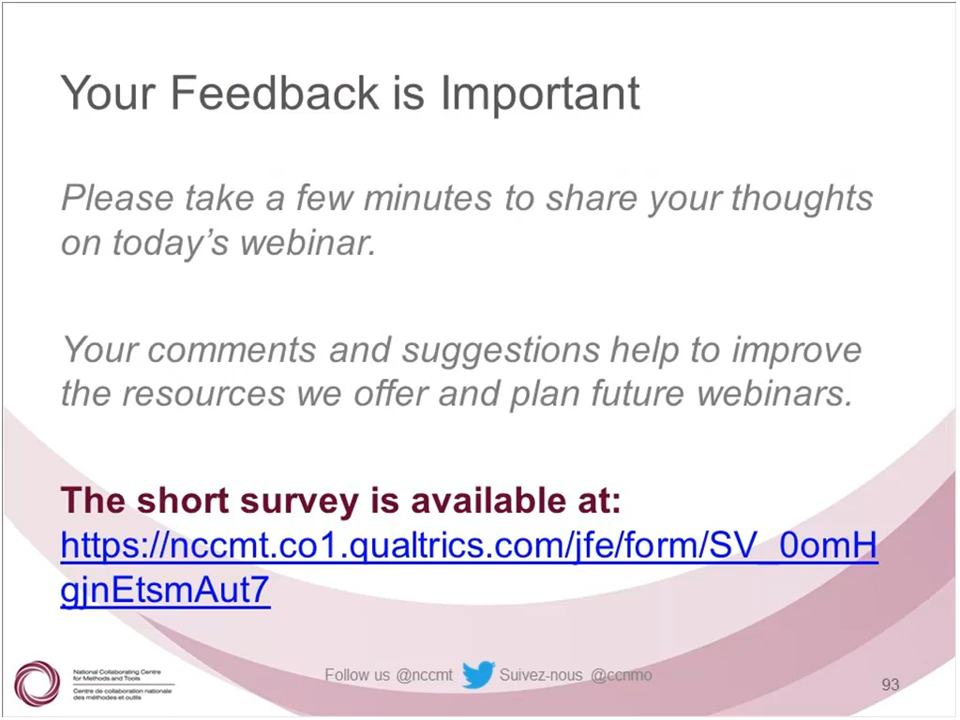 Your Feedback is Important
Please take a few minutes to share your thoughts
on today’s webinar.
Your comments and suggestions help to improve
the resources we offer and plan future webinars.
The short survey is available at:
https://nccmt.co1.qualtrics.com/jfe/form/SV_0omH
gjnEtsmAut7
National Collaborating Centre
for Methods and Tools
Centre de collaboration nationale
des méthodes et outils
Follow us @nccmt
Suivez-nous @ccnmo
93